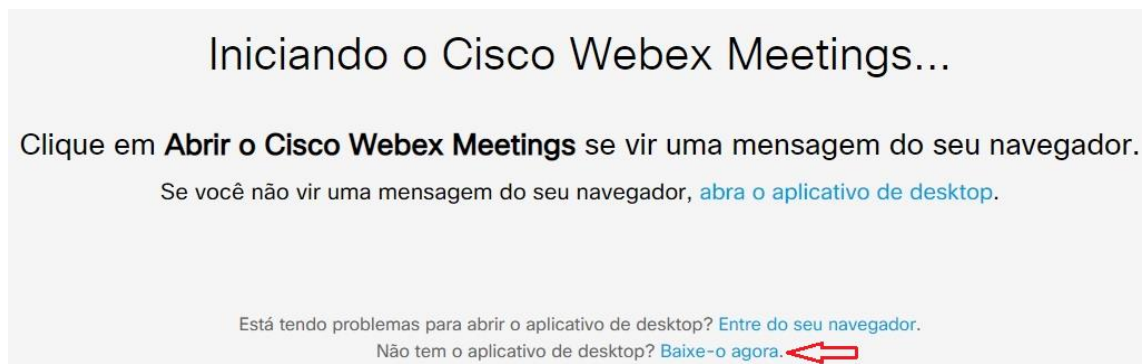 Iniciando o Cisco Webex Meetings...
Clique em Abrir o Cisco Webex Meetings se vir uma mensagem do seu navegador.
Se você não vir uma mensagem do seu navegador, abra o aplicativo de desktop.
Está tendo problemas para abrir o aplicativo de desktop? Entre do seu navegador.
Não tem o aplicativo de desktop? Baixe-o agora.